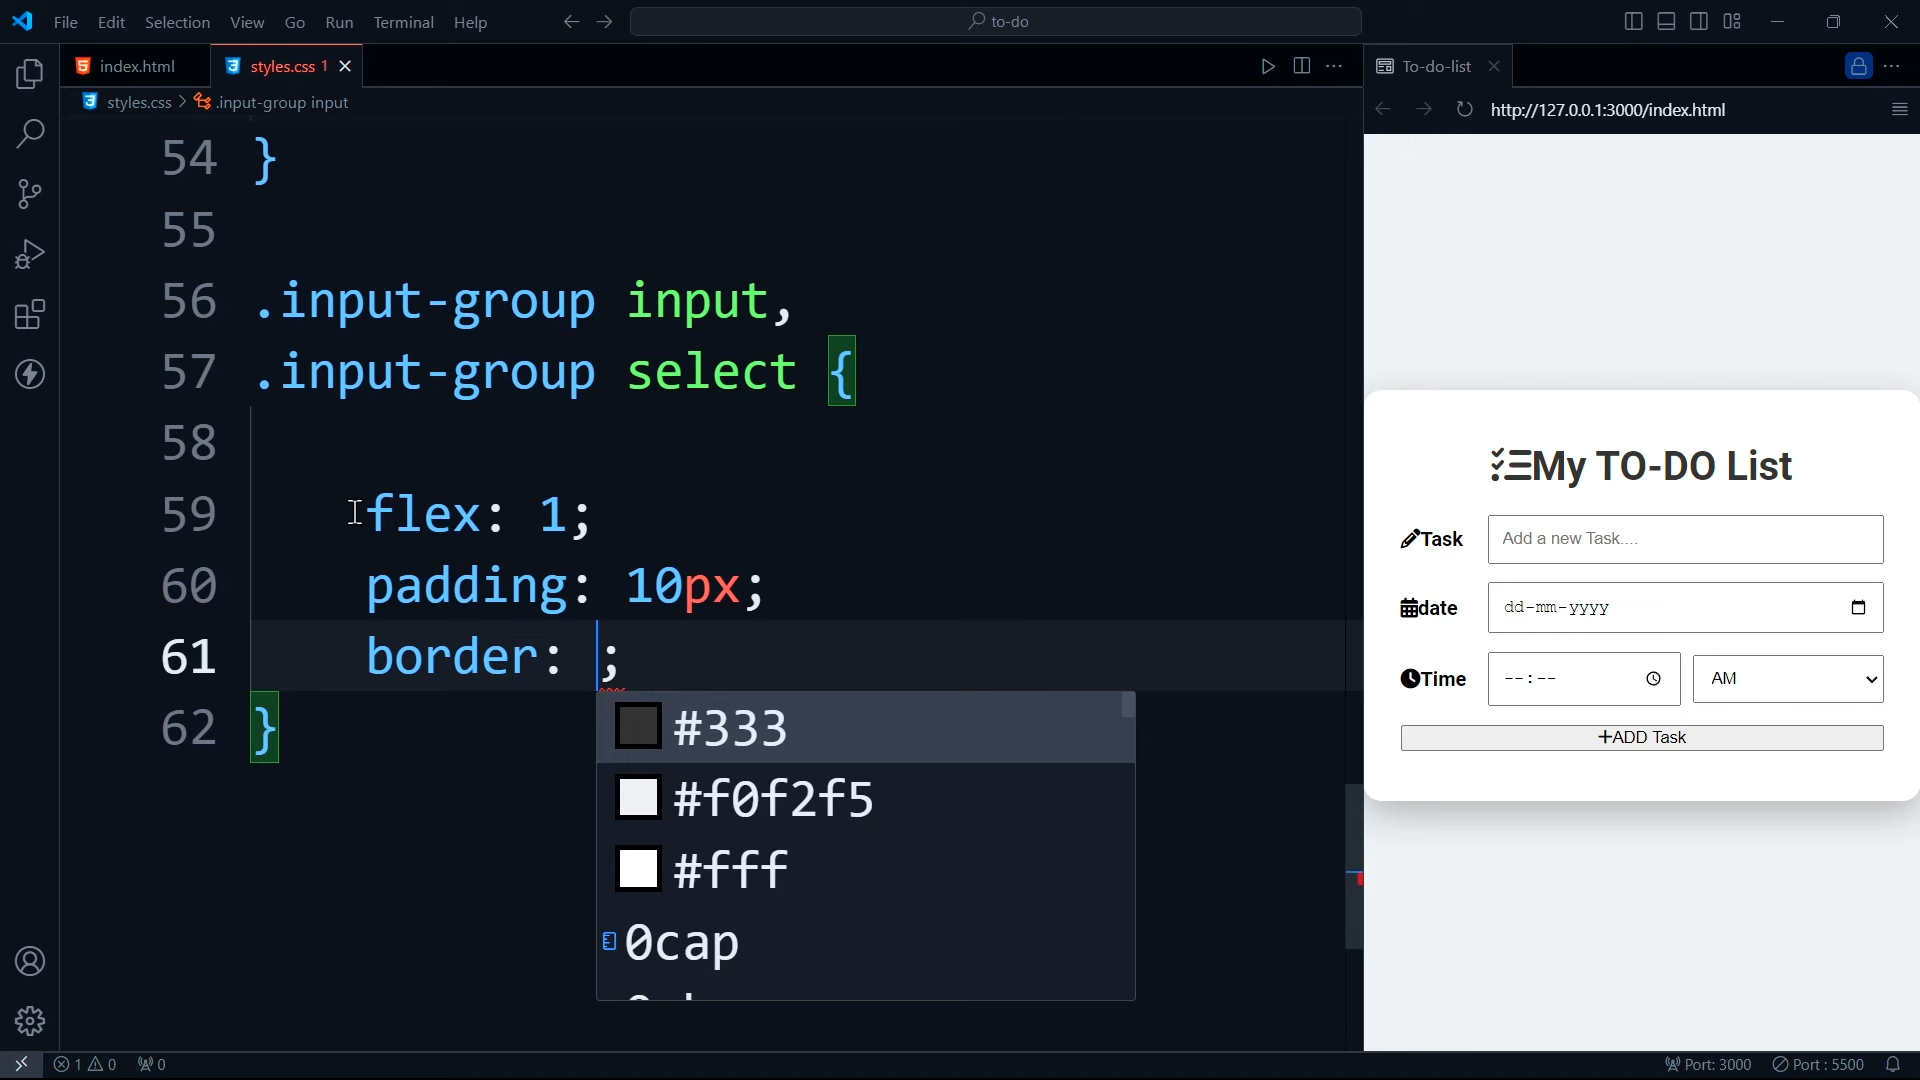 File Edit Selection View Go Run Terminal Help
to-do
index.html
styles.css 1
To-do-list
styles.css > .input-group input
http://127.0.0.1:3000/index.html
54 }
55
56 .input-group input,
57 .input-group select {
58
59 flex: 1;
60 padding: 10px;
61 border: ;
62 }
#333
#f0f2f5
#fff
0cap
My TO-DO List
Task Add a new Task....
date dd-mm-yyyy
Time --:-- AM
+ADD Task
1 0 0
Port: 3000 Port : 5500